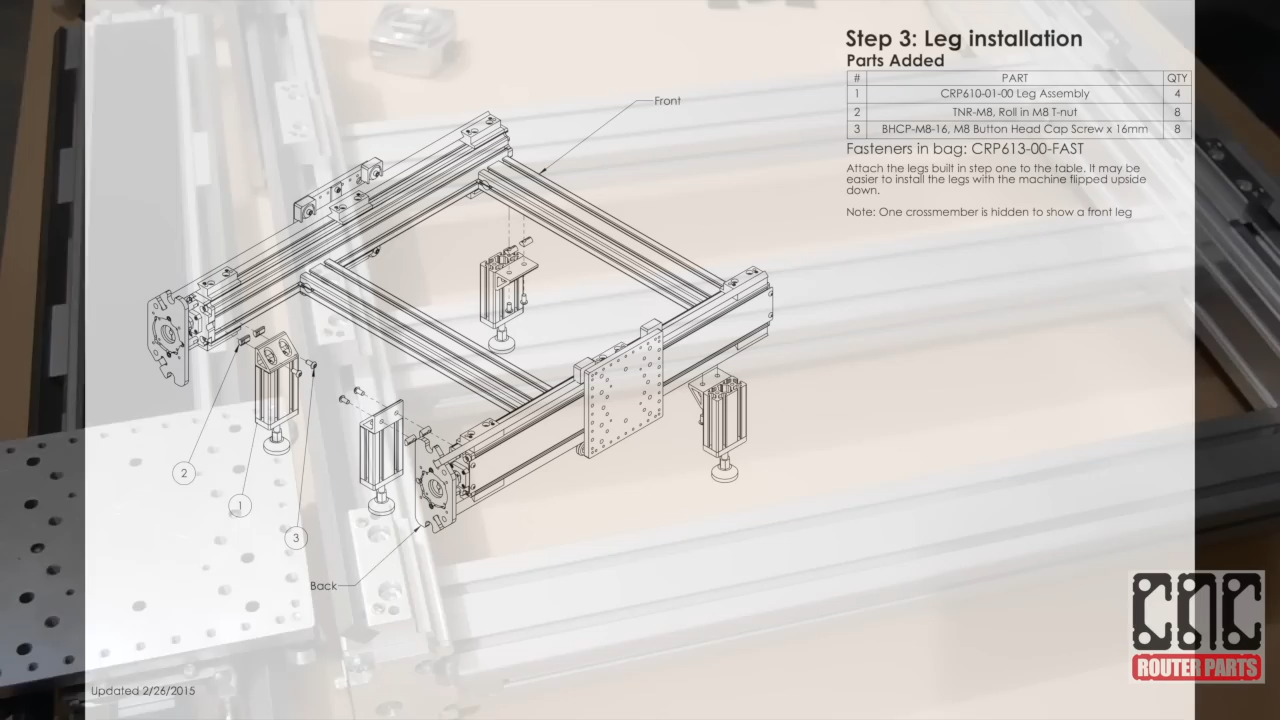 Step 3: Leg installation
Parts Added
# PART QTY
1 CRP610-01-00 Leg Assembly 4
2 TNR-M8, Roll in M8 T-nut 8
3 BHCP-M8-16, M8 Button Head Cap Screw x 16mm 8
Fasteners in bag: CRP613-00-FAST
Attach the legs built in step one to the table. It may be
easier to install the legs with the machine flipped upside
down.
Note: One crossmember is hidden to show a front leg
Front
2
1
3
Back
CNC
ROUTER PARTS
Updated 2/26/2015